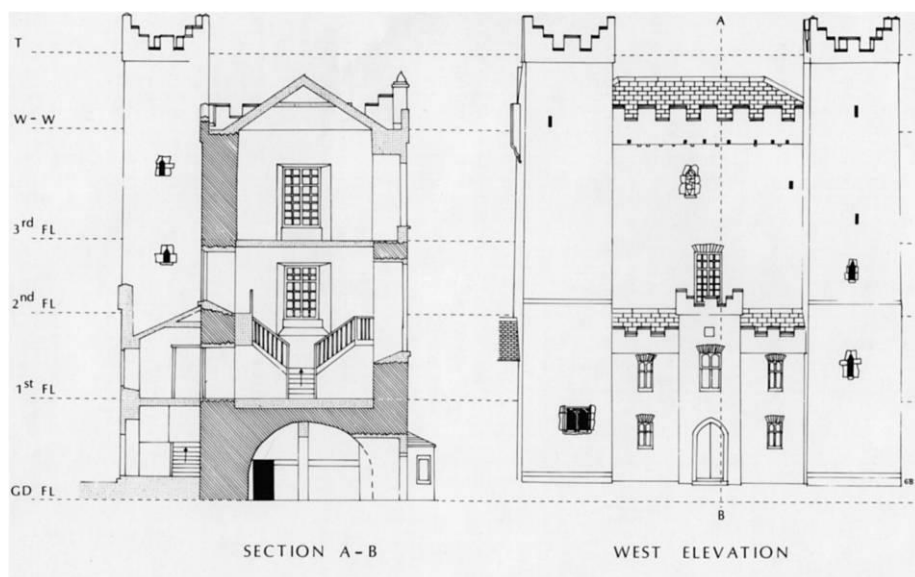 T
W-W
3rd FL
2nd FL
1st FL
GD FL
A
B
SECTION A-B
WEST ELEVATION